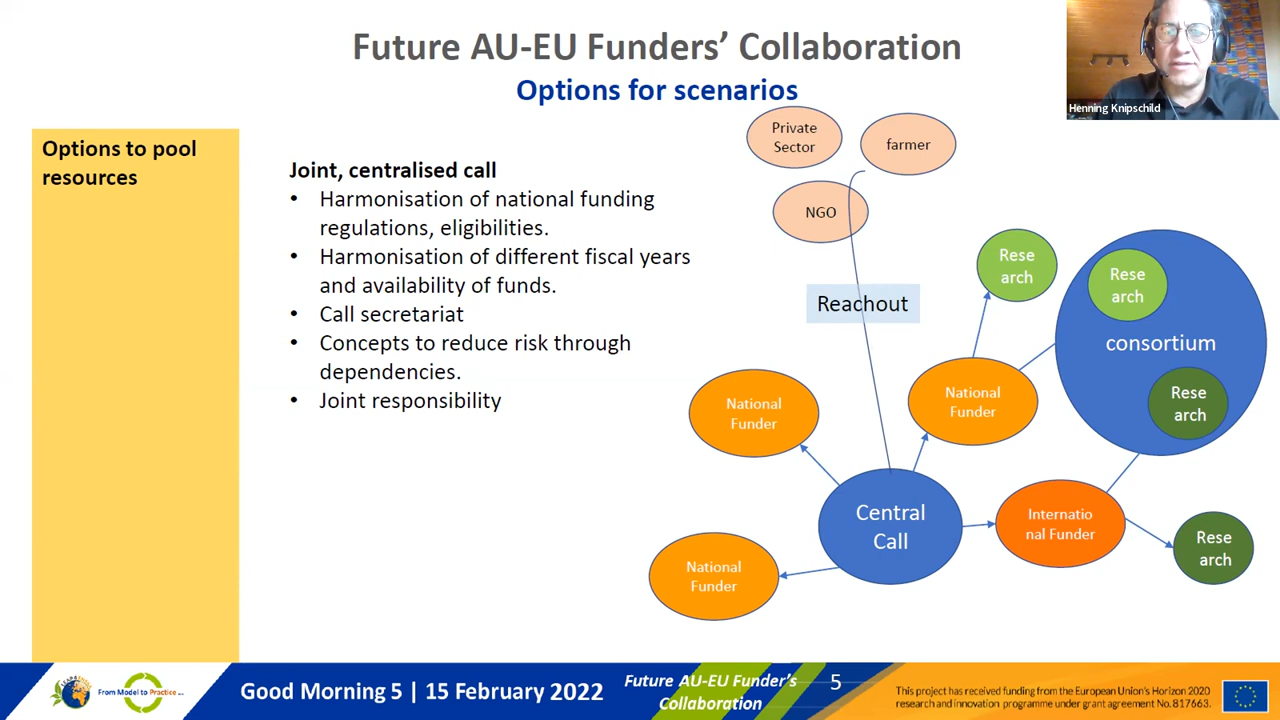 Future AU-EU Funders’ Collaboration
Options for scenarios
Henning Knipschild
Options to pool
resources
Joint, centralised call
• Harmonisation of national funding
regulations, eligibilities.
• Harmonisation of different fiscal years
and availability of funds.
• Call secretariat
• Concepts to reduce risk through
dependencies.
• Joint responsibility
Private
Sector
farmer
NGO
Reachout
Rese
arch
Rese
arch
consortium
Rese
arch
National
Funder
National
Funder
Central
Call
Internatio
nal Funder
Rese
arch
National
Funder
From Model to Practice
Good Morning 5 | 15 February 2022
Future AU-EU Funder’s
Collaboration
5
This project has received funding from the European Union's Horizon 2020
research and innovation programme under grant agreement No. 817663.